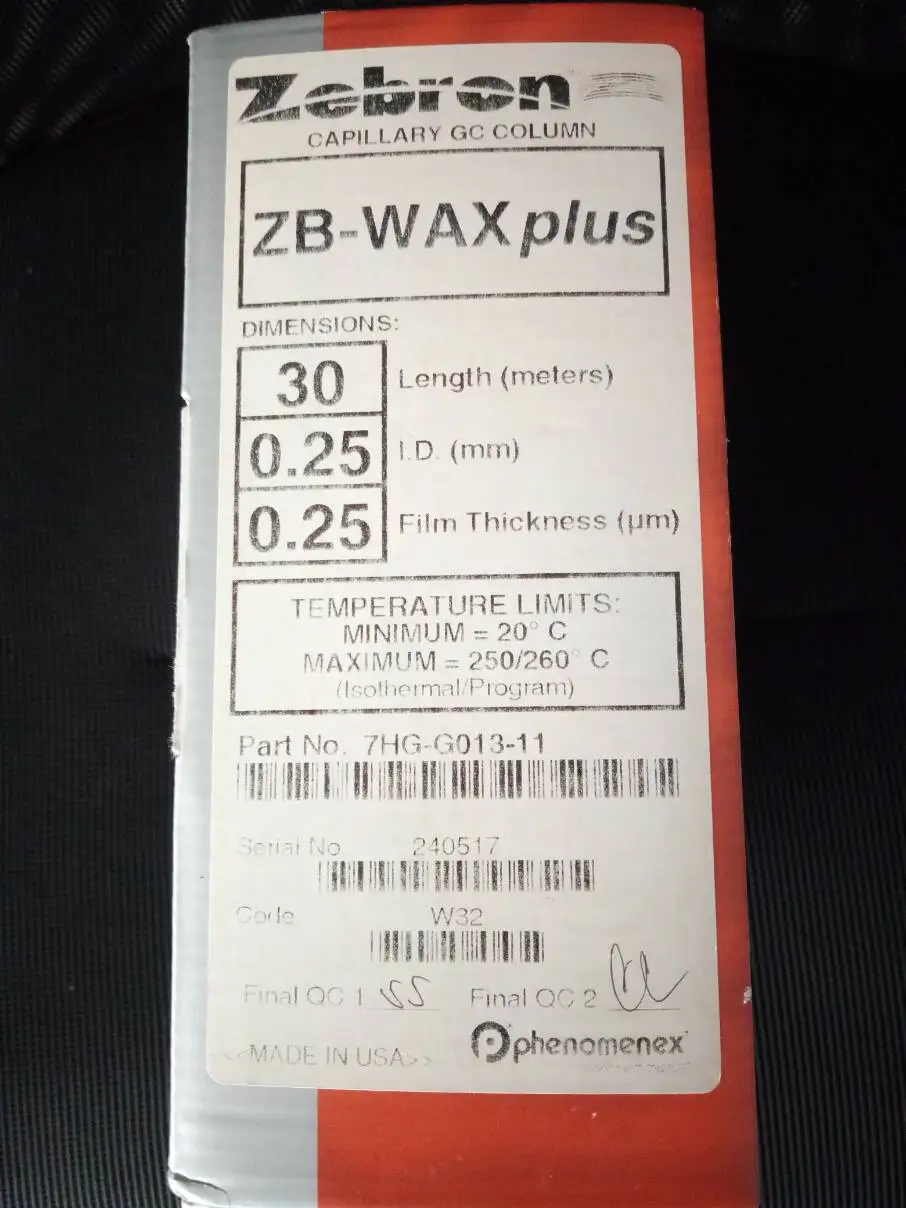 Zebron
CAPILLARY GC COLUMN
ZB-WAXplus
DIMENSIONS:
30 Length (meters)
0.25 I.D. (mm)
0.25 Film Thickness (µm)
TEMPERATURE LIMITS:
MINIMUM = 20° C
MAXIMUM = 250/260° C
(Isothermal/Program)
Part No. 7HG-G013-11
Serial No 240517
Code W32
Final QC 1 SS Final QC 2
<<MADE IN USA>> phenomenex